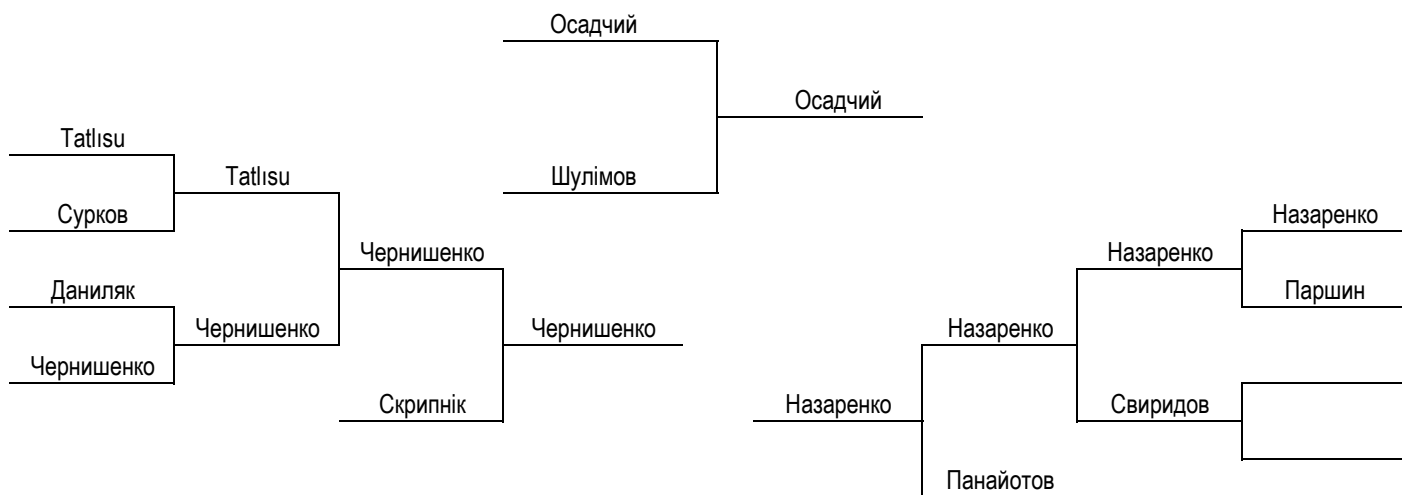 Осадчий
Осадчий
Tatlısu
Tatlısu
Шулімов
Сурков
Назаренко
Чернишенко
Назаренко
Даниляк
Паршин
Чернишенко
Чернишенко
Назаренко
Чернишенко
Скрипнік
Назаренко
Свиридов
Панайотов